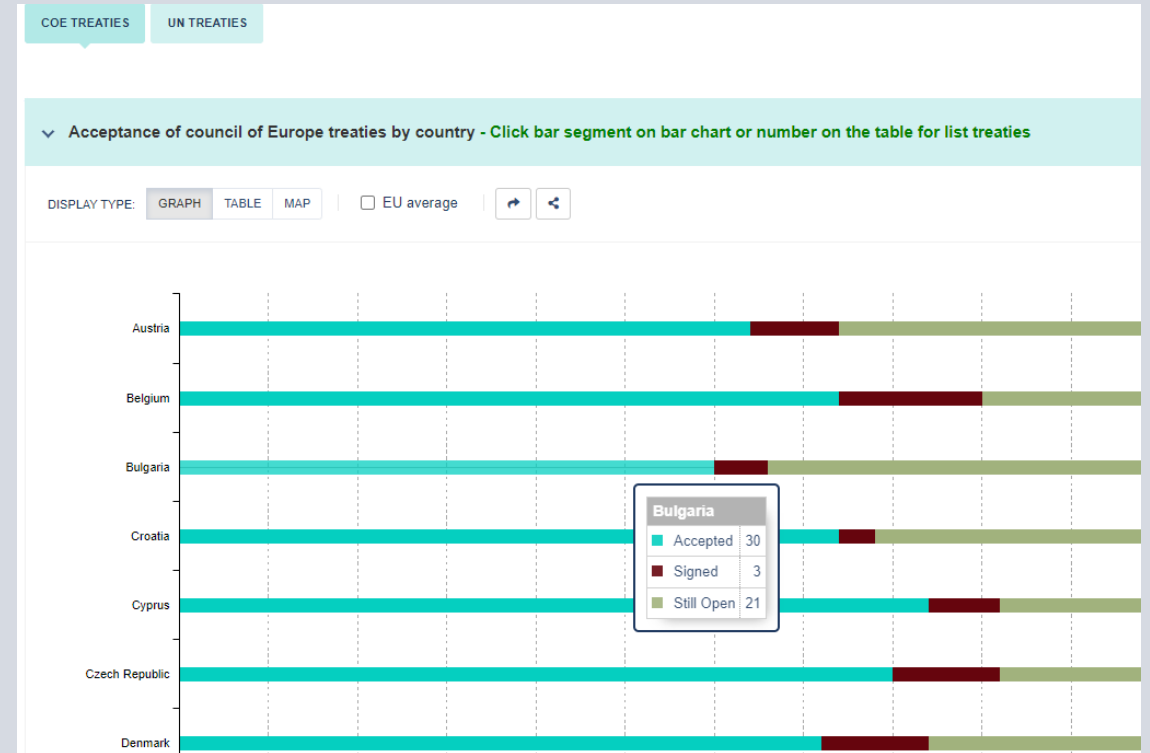 COE TREATIES UN TREATIES
Acceptance of council of Europe treaties by country - Click bar segment on bar chart or number on the table for list treaties
DISPLAY TYPE: GRAPH TABLE MAP EU average
Austria
Belgium
Bulgaria
Bulgaria
Accepted 30
Signed 3
Still Open 21
Croatia
Cyprus
Czech Republic
Denmark